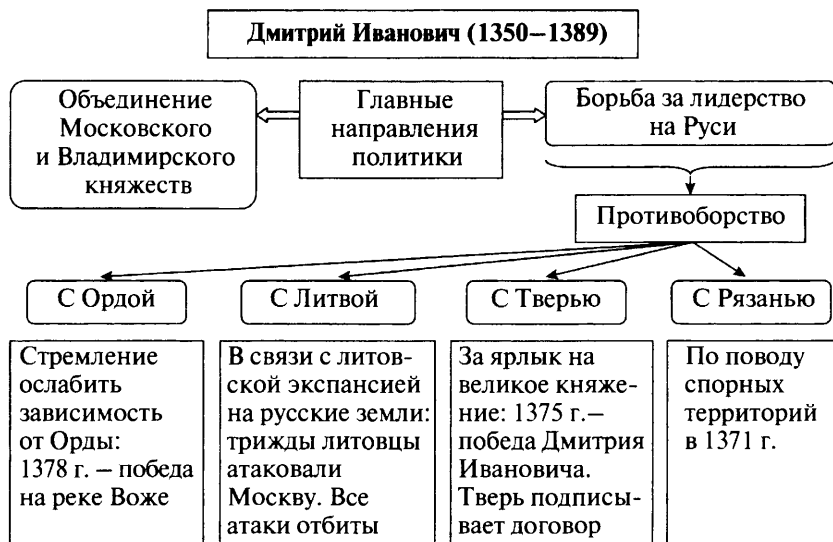 Дмитрий Иванович (1350–1389)
Объединение
Московского
и Владимирского
княжеств
Главные
направления
политики
Борьба за лидерство
на Руси
Противоборство
С Ордой
С Литвой
С Тверью
С Рязанью
Стремление
ослабить
зависимость
от Орды:
1378 г. – победа
на реке Воже
В связи с литов-
ской экспансией
на русские земли:
трижды литовцы
атаковали
Москву. Все
атаки отбиты
За ярлык на
великое княже-
ние: 1375 г.–
победа Дмитрия
Ивановича.
Тверь подписы-
вает договор
По поводу
спорных
территорий
в 1371 г.